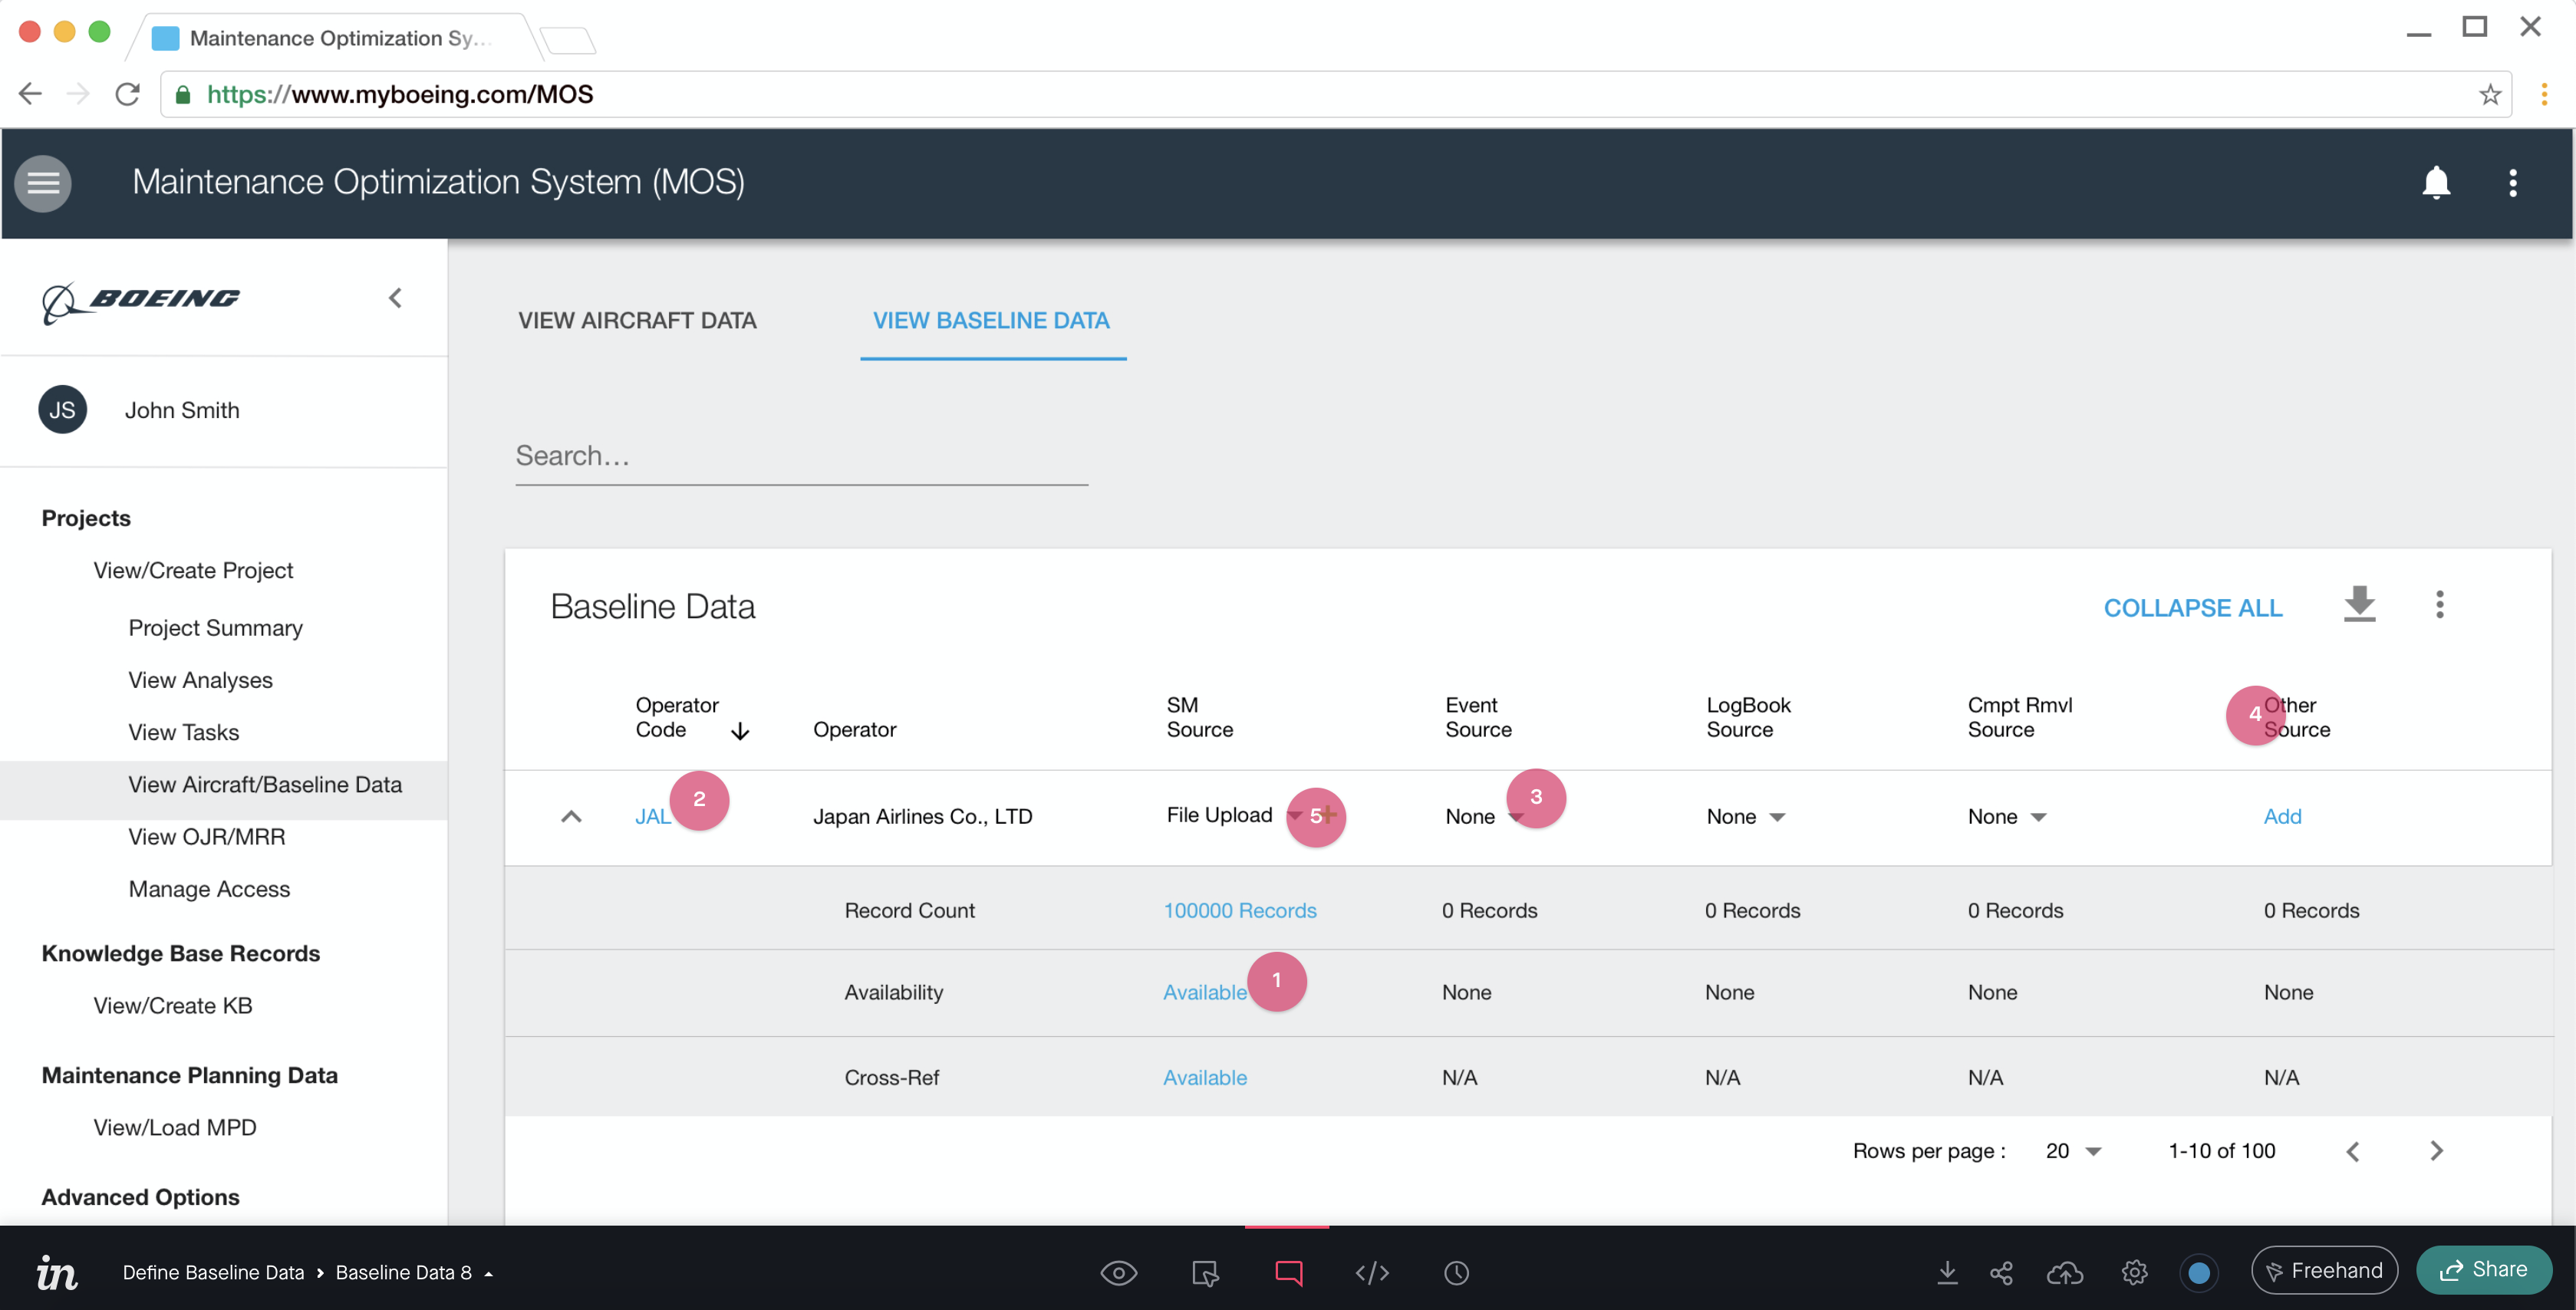 Maintenance Optimization Sy...
https://www.myboeing.com/MOS
Maintenance Optimization System (MOS)
BOEING
JS John Smith
Projects
View/Create Project
Project Summary
View Analyses
View Tasks
View Aircraft/Baseline Data
View OJR/MRR
Manage Access
Knowledge Base Records
View/Create KB
Maintenance Planning Data
View/Load MPD
Advanced Options
VIEW AIRCRAFT DATA VIEW BASELINE DATA
Search...
Baseline Data COLLAPSE ALL
Operator Code Operator SM Source Event Source LogBook Source Cmpt Rmvl Source 4 Other Source
JAL 2 Japan Airlines Co., LTD File Upload 5 None 3 None None Add
Record Count 100000 Records 0 Records 0 Records 0 Records 0 Records
Availability Available 1 None None None None
Cross-Ref Available N/A N/A N/A N/A
Rows per page : 20 1-10 of 100
in Define Baseline Data > Baseline Data 8 Freehand Share